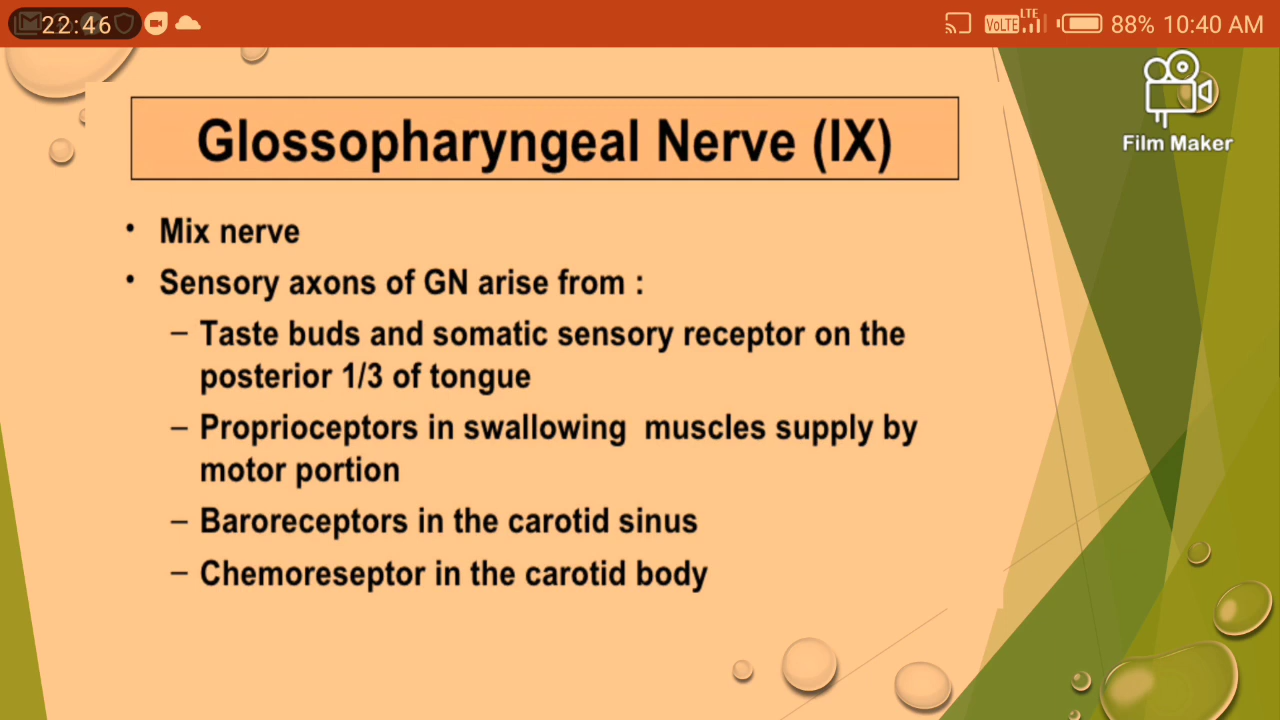 22:46
LTE
VoLTE
88% 10:40 AM
Film Maker
Glossopharyngeal Nerve (IX)
• Mix nerve
• Sensory axons of GN arise from :
– Taste buds and somatic sensory receptor on the
posterior 1/3 of tongue
– Proprioceptors in swallowing muscles supply by
motor portion
– Baroreceptors in the carotid sinus
– Chemoreseptor in the carotid body